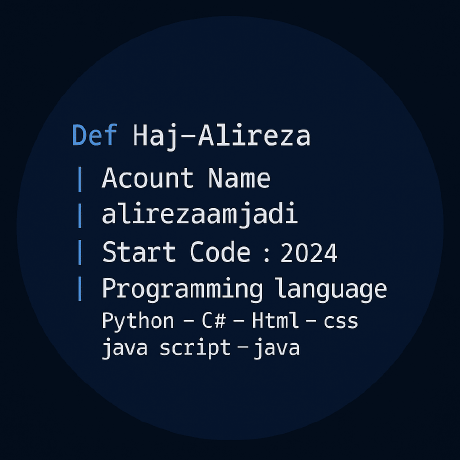 Def Haj-Alireza
| Acount Name
| alirezaamjadi
| Start Code : 2024
| Programming language
Python - C# - Html - css
java script - java